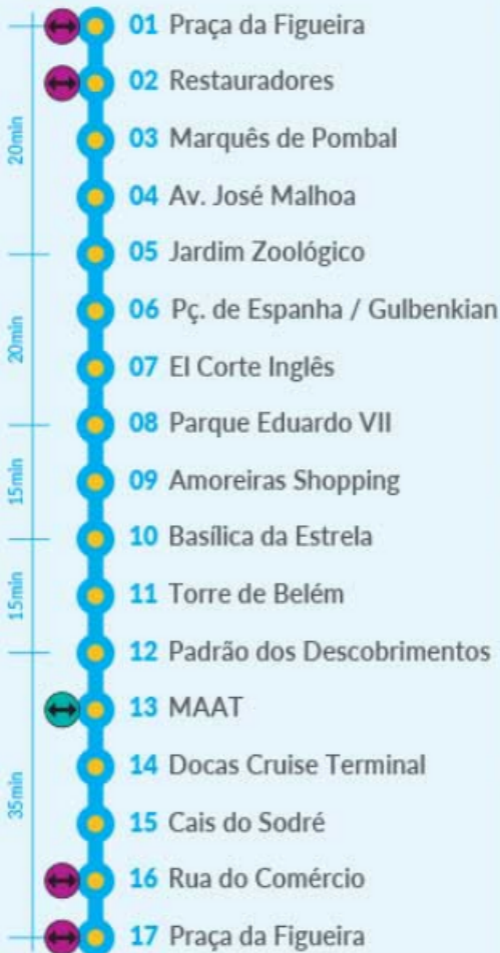 01 Praça da Figueira
02 Restauradores
03 Marquês de Pombal
20min
04 Av. José Malhoa
05 Jardim Zoológico
06 Pç. de Espanha / Gulbenkian
20min
07 El Corte Inglês
08 Parque Eduardo VII
09 Amoreiras Shopping
15min
10 Basílica da Estrela
11 Torre de Belém
15min
12 Padrão dos Descobrimentos
13 MAAT
14 Docas Cruise Terminal
35min
15 Cais do Sodré
16 Rua do Comércio
17 Praça da Figueira